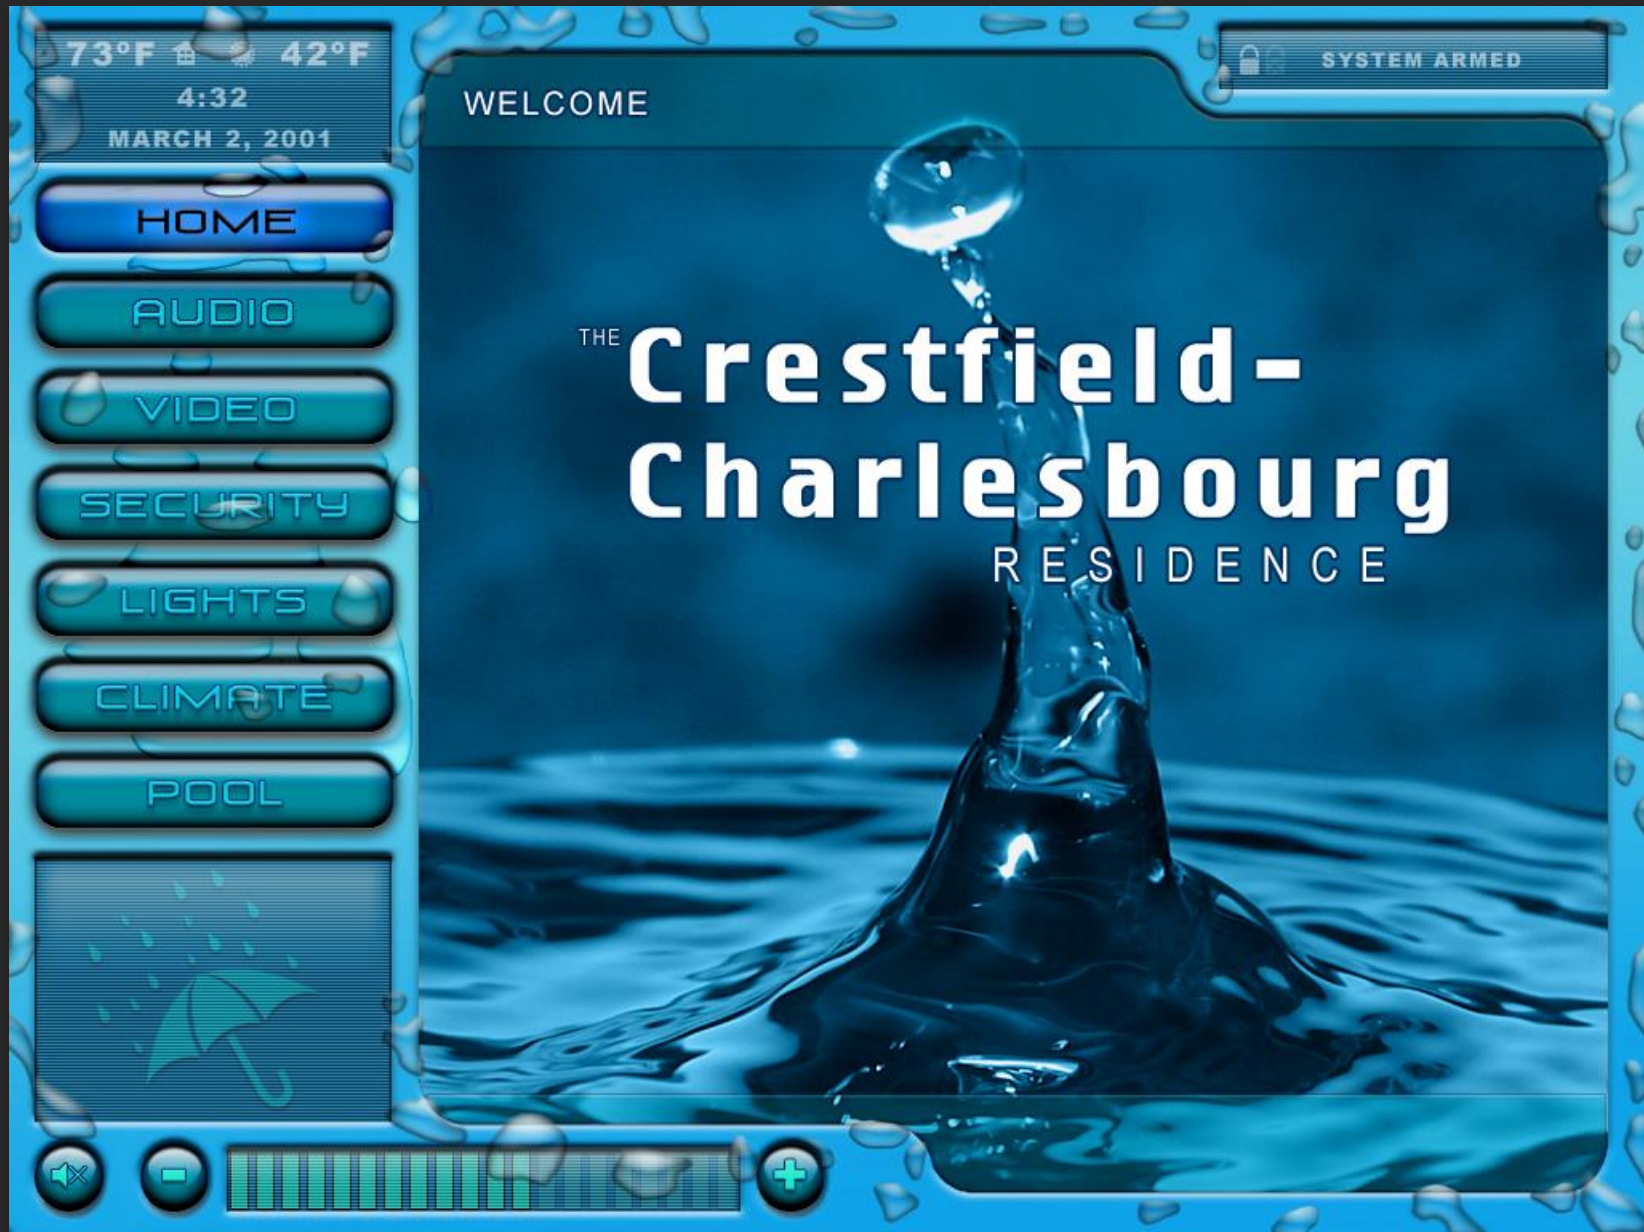 73°F 42°F
4:32
MARCH 2, 2001
SYSTEM ARMED
WELCOME
HOME
AUDIO
VIDEO
SECURITY
LIGHTS
CLIMATE
POOL
THE Crestfield-
Charlesbourg
RESIDENCE